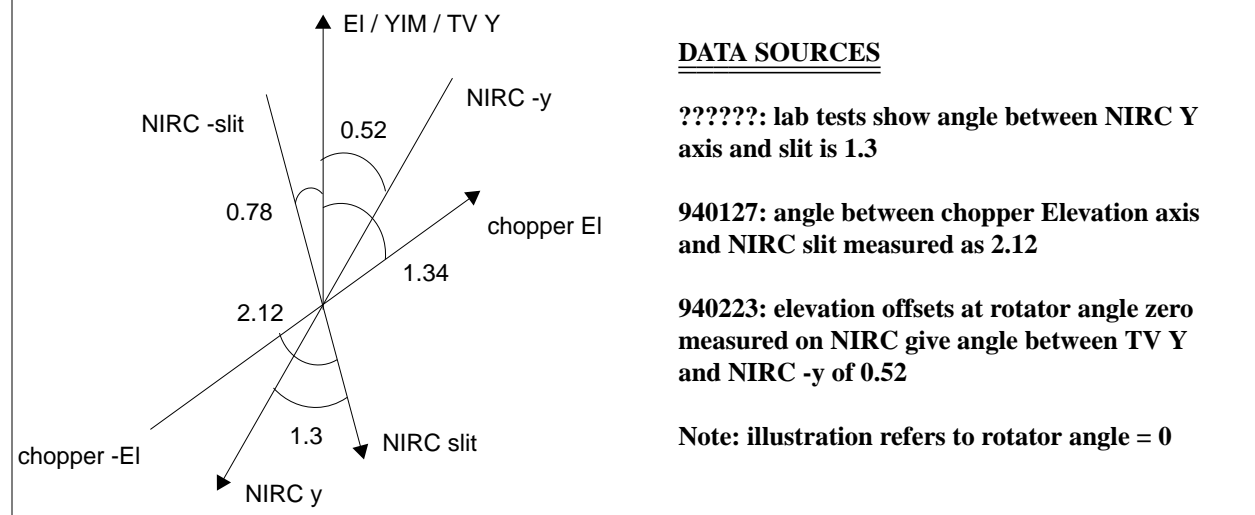 El / YIM / TV Y
NIRC -y
NIRC -slit
0.52
0.78
chopper El
1.34
2.12
1.3
NIRC slit
chopper -El
NIRC y
DATA SOURCES
??????: lab tests show angle between NIRC Y
axis and slit is 1.3
940127: angle between chopper Elevation axis
and NIRC slit measured as 2.12
940223: elevation offsets at rotator angle zero
measured on NIRC give angle between TV Y
and NIRC -y of 0.52
Note: illustration refers to rotator angle = 0